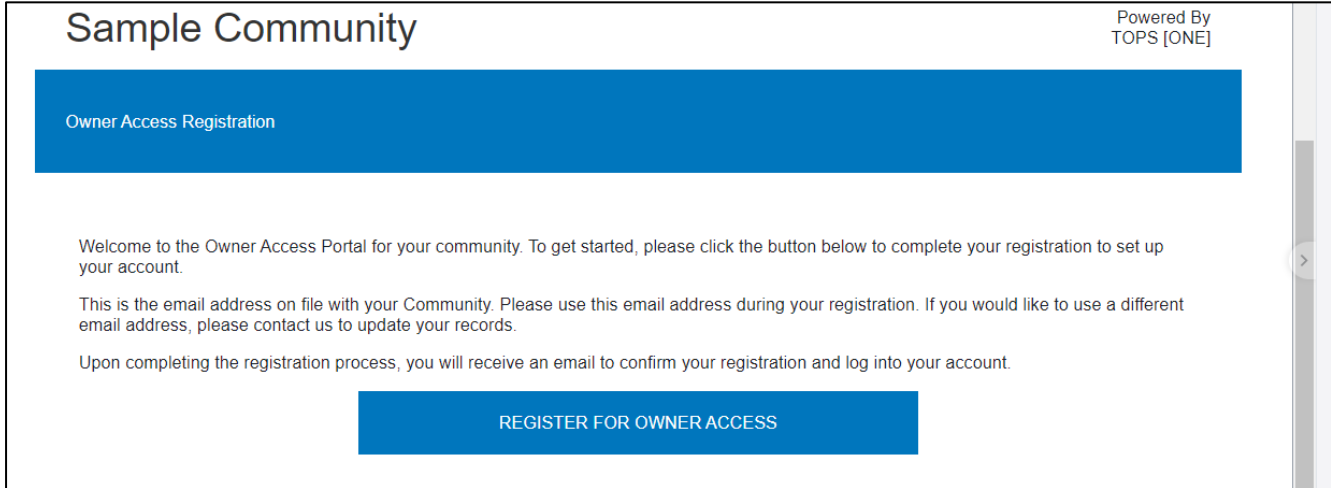 Sample Community
Powered By
TOPS [ONE]
Owner Access Registration
Welcome to the Owner Access Portal for your community. To get started, please click the button below to complete your registration to set up
your account.
This is the email address on file with your Community. Please use this email address during your registration. If you would like to use a different
email address, please contact us to update your records.
Upon completing the registration process, you will receive an email to confirm your registration and log into your account.
REGISTER FOR OWNER ACCESS